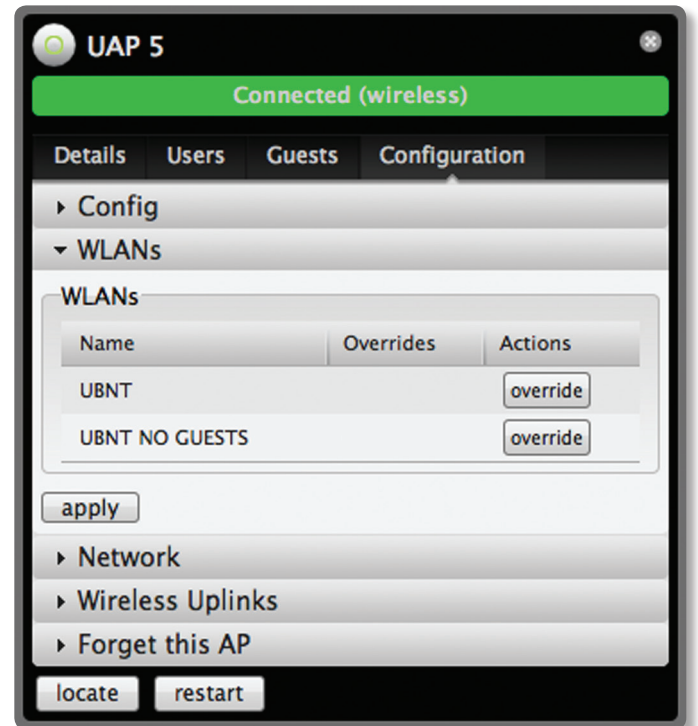 UAP 5
Connected (wireless)
Details Users Guests Configuration
Config
WLANs
WLANs
Name Overrides Actions
UBNT override
UBNT NO GUESTS override
apply
Network
Wireless Uplinks
Forget this AP
locate restart